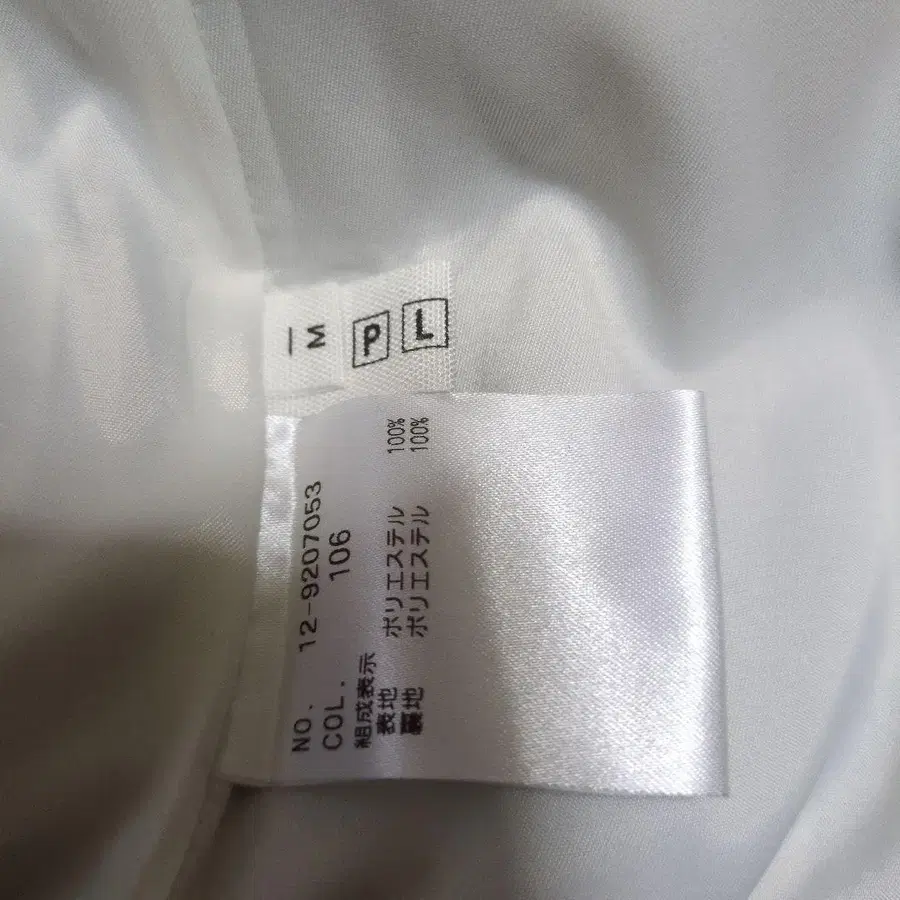 M
P
L
NO. 12-9207053
COL. 106
組成表示
表地 ポリエステル 100%
裏地 ポリエステル 100%